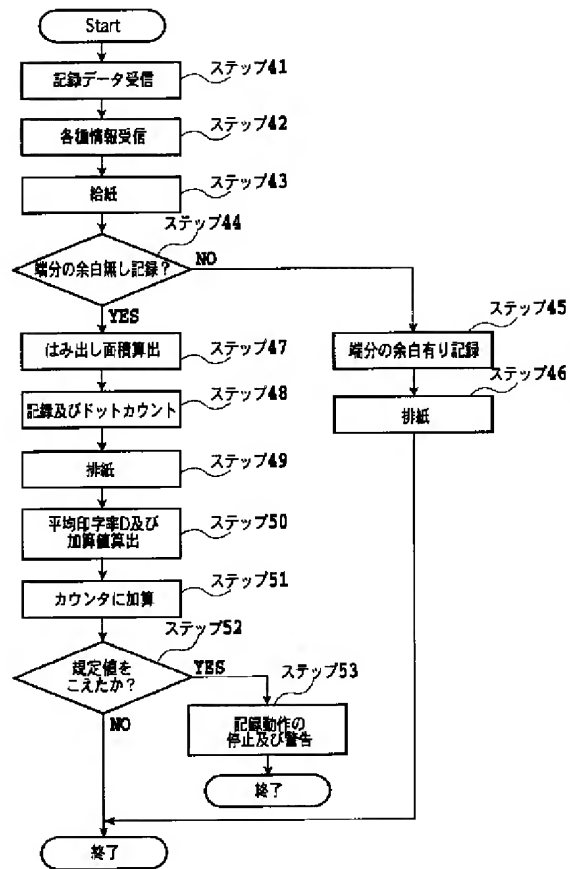 Start
記録データ受信
ステップ41
各種情報受信
ステップ42
給紙
ステップ43
ステップ44
端分の余白無し記録？
NO
YES
ステップ45
端分の余白有り記録
ステップ46
排紙
はみ出し面積算出
ステップ47
記録及びドットカウント
ステップ48
排紙
ステップ49
平均印字率D及び
加算値算出
ステップ50
カウンタに加算
ステップ51
ステップ52
規定値を
こえたか？
YES
NO
ステップ53
記録動作の
停止及び警告
終了
終了